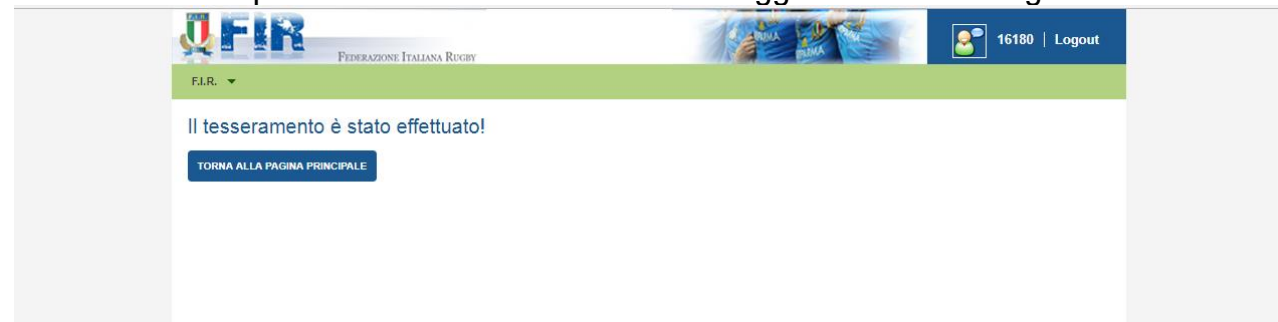 F.I.R.
FIR
FEDERAZIONE ITALIANA RUGBY
16180 | Logout
F.I.R.
Il tesseramento è stato effettuato!
TORNA ALLA PAGINA PRINCIPALE